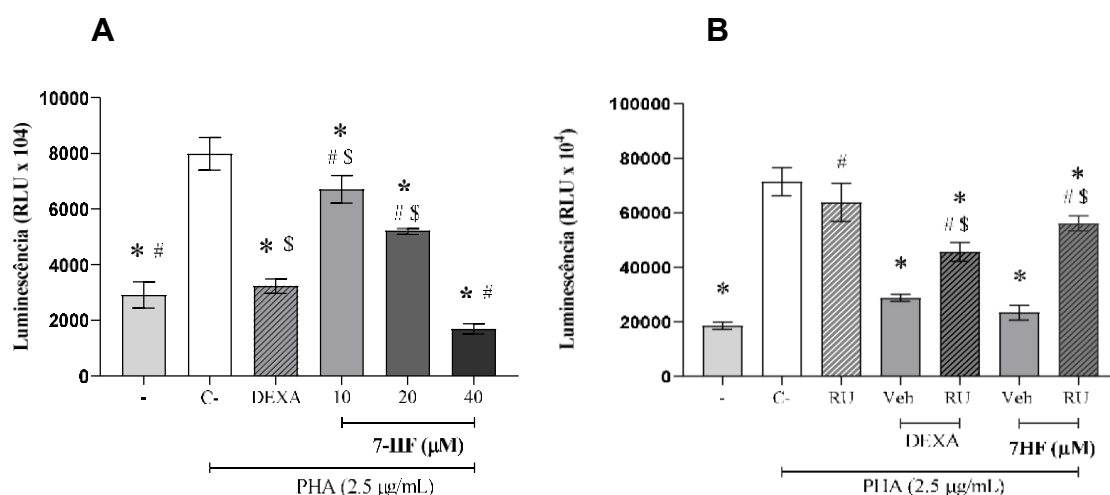 A
Luminescência (RLU x 104)
10000
8000
6000
4000
2000
0
* #
* $
*
# $
*
# $
* #
- C- DEXA 10 20 40
7-HF (µM)
PHA (2.5 µg/mL)
B
Luminescência (RLU x 10⁴)
100000
80000
60000
40000
20000
0
*
#
*
*
# $
*
*
# $
- C- RU Veh RU Veh RU
DEXA 7HF (µM)
PHA (2.5 µg/mL)